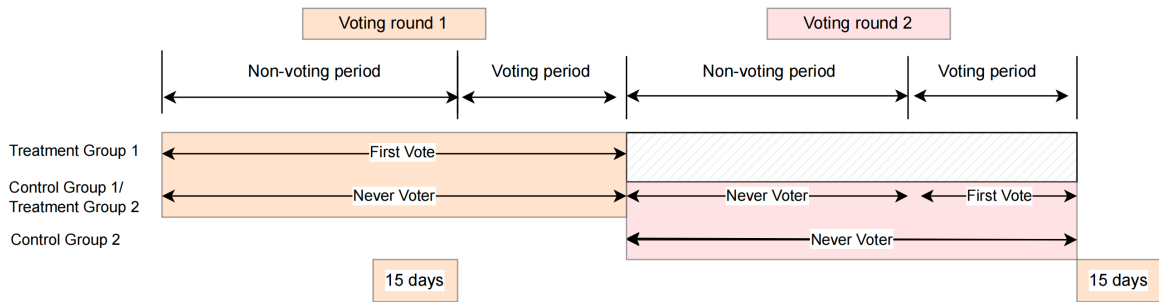 Voting round 1
Voting round 2
Non-voting period
Voting period
Non-voting period
Voting period
Treatment Group 1
First Vote
Control Group 1/
Treatment Group 2
Never Voter
Never Voter
First Vote
Control Group 2
Never Voter
15 days
15 days